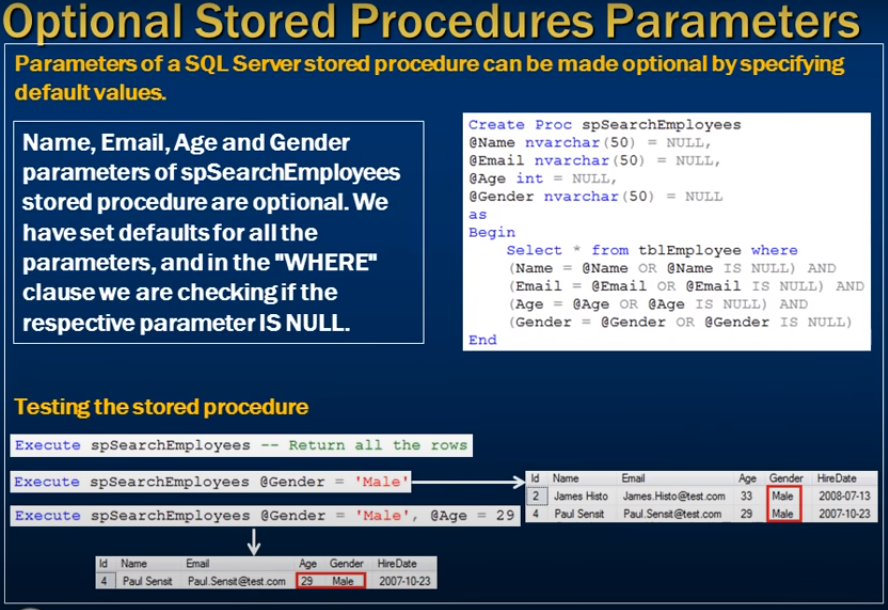 Optional Stored Procedures Parameters
Parameters of a SQL Server stored procedure can be made optional by specifying
default values.
Name, Email, Age and Gender
parameters of spSearchEmployees
stored procedure are optional. We
have set defaults for all the
parameters, and in the "WHERE"
clause we are checking if the
respective parameter IS NULL.
Create Proc spSearchEmployees
@Name nvarchar(50) = NULL,
@Email nvarchar(50) = NULL,
@Age int = NULL,
@Gender nvarchar(50) = NULL
as
Begin
Select * from tblEmployee where
(Name = @Name OR @Name IS NULL) AND
(Email = @Email OR @Email IS NULL) AND
(Age = @Age OR @Age IS NULL) AND
(Gender = @Gender OR @Gender IS NULL)
End
Testing the stored procedure
Execute spSearchEmployees -- Return all the rows
Execute spSearchEmployees @Gender = 'Male'
Id Name Email Age Gender HireDate
2 James Histo James.Histo@test.com 33 Male 2008-07-13
4 Paul Sensit Paul.Sensit@test.com 29 Male 2007-10-23
Execute spSearchEmployees @Gender = 'Male', @Age = 29
Id Name Email Age Gender HireDate
4 Paul Sensit Paul.Sensit@test.com 29 Male 2007-10-23